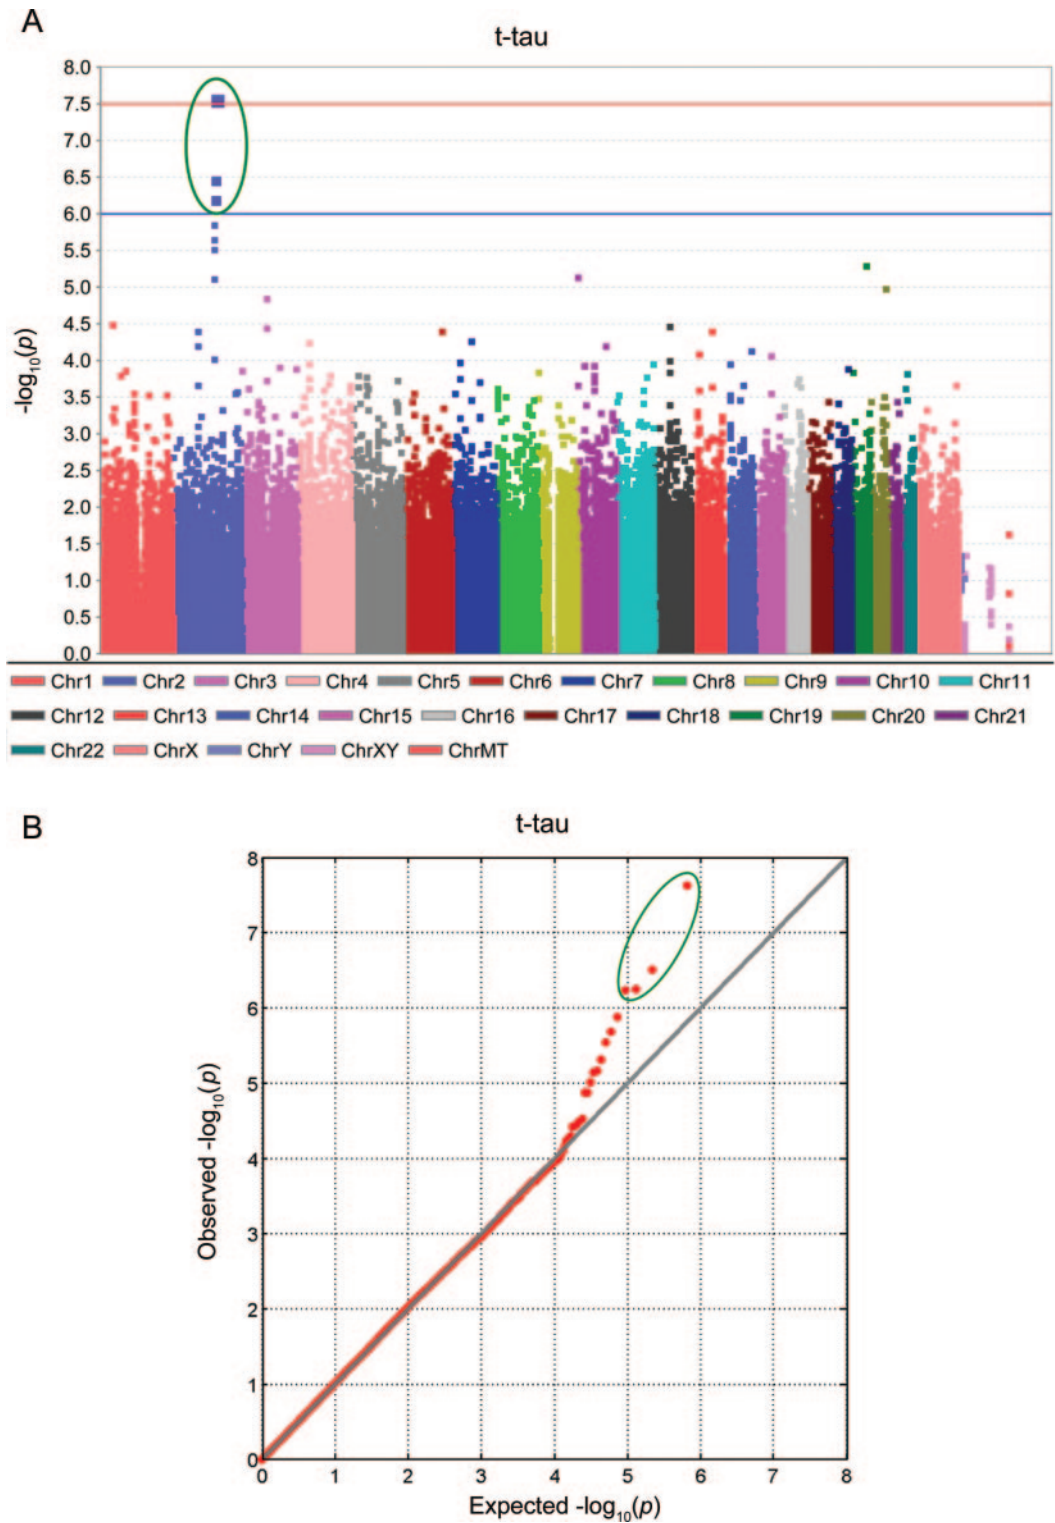 A
t-tau
8.0
7.5
7.0
6.5
6.0
5.5
5.0
4.5
4.0
3.5
3.0
2.5
2.0
1.5
1.0
0.5
0.0
-log10(p)
Chr1 Chr2 Chr3 Chr4 Chr5 Chr6 Chr7 Chr8 Chr9 Chr10 Chr11
Chr12 Chr13 Chr14 Chr15 Chr16 Chr17 Chr18 Chr19 Chr20 Chr21
Chr22 ChrX ChrY ChrXY ChrMT
B
t-tau
8
7
6
5
4
3
2
1
0
Observed -log10(p)
0 1 2 3 4 5 6 7 8
Expected -log10(p)